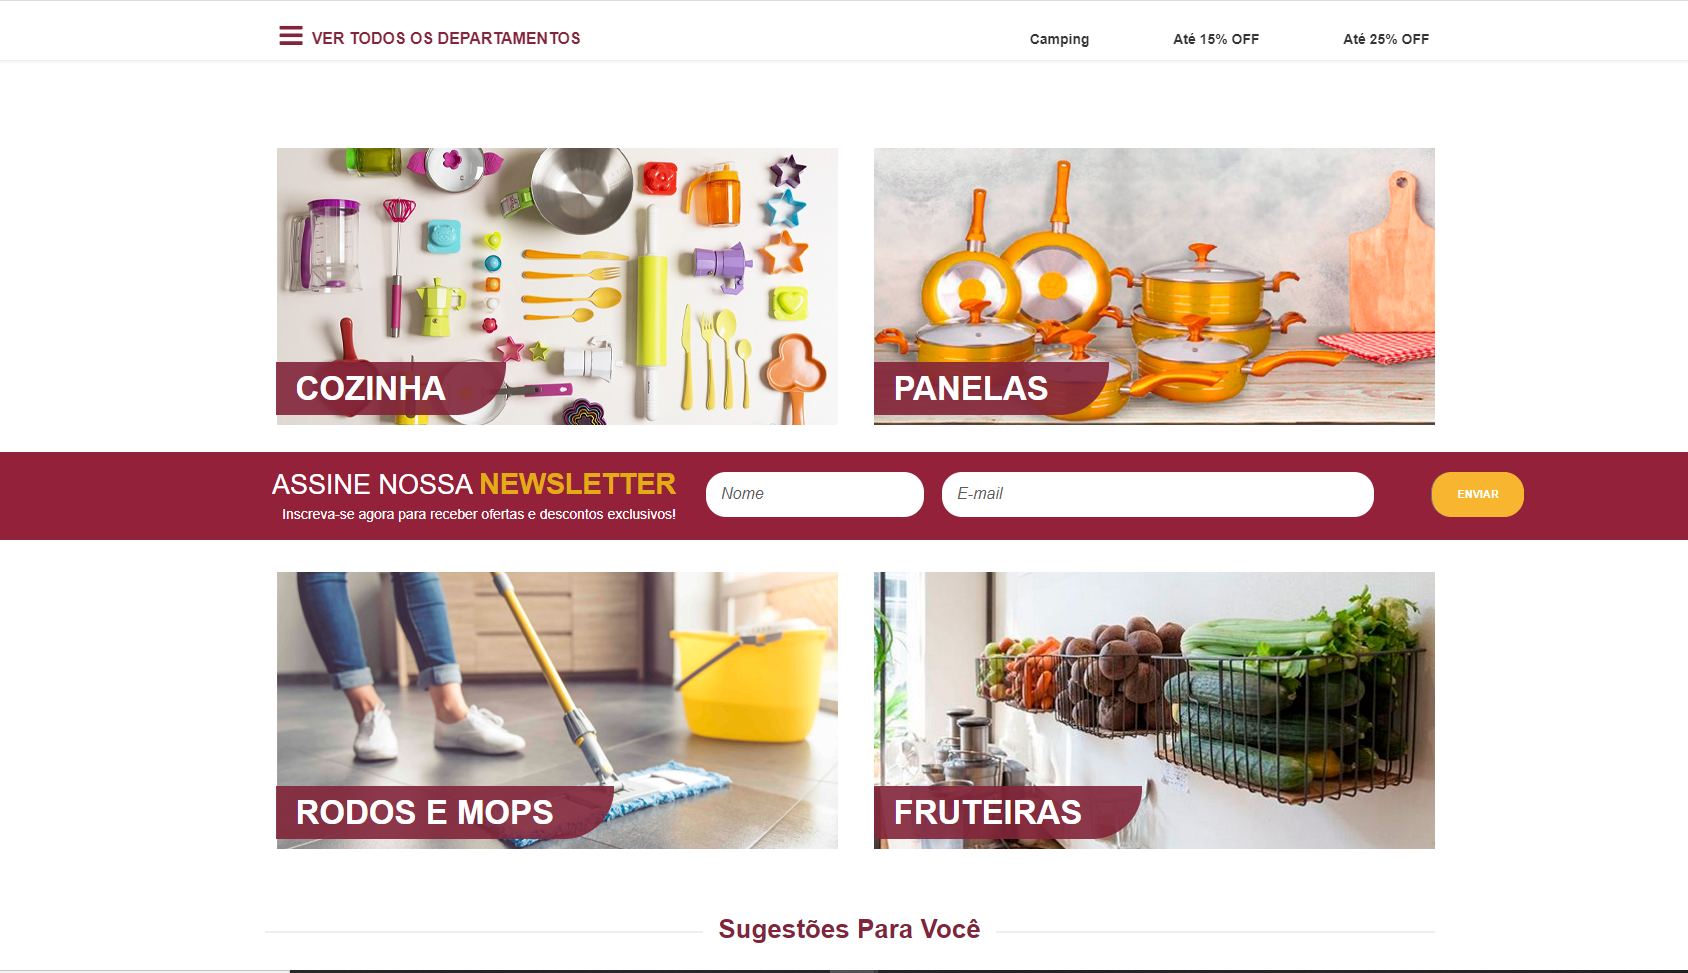 VER TODOS OS DEPARTAMENTOS
Camping
Até 15% OFF
Até 25% OFF
COZINHA
PANELAS
ASSINE NOSSA NEWSLETTER
Inscreva-se agora para receber ofertas e descontos exclusivos!
Nome
E-mail
ENVIAR
RODOS E MOPS
FRUTEIRAS
Sugestões Para Você